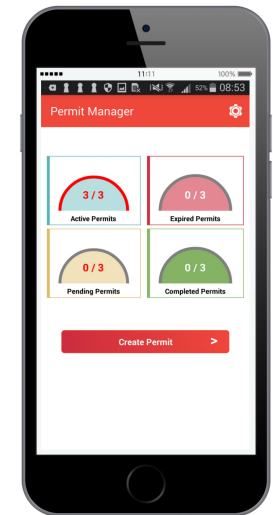 11:11 100%
52% 08:53
Permit Manager
3 / 3 0 / 3
Active Permits Expired Permits
0 / 3 0 / 3
Pending Permits Completed Permits
Create Permit >